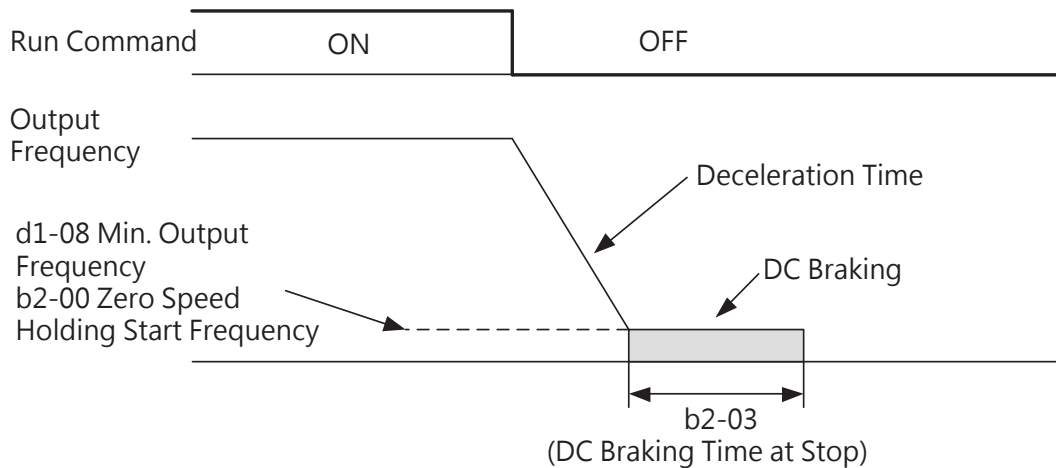 Run Command
ON
OFF
Output
Frequency
Deceleration Time
d1-08 Min. Output
Frequency
b2-00 Zero Speed
Holding Start Frequency
DC Braking
b2-03
(DC Braking Time at Stop)